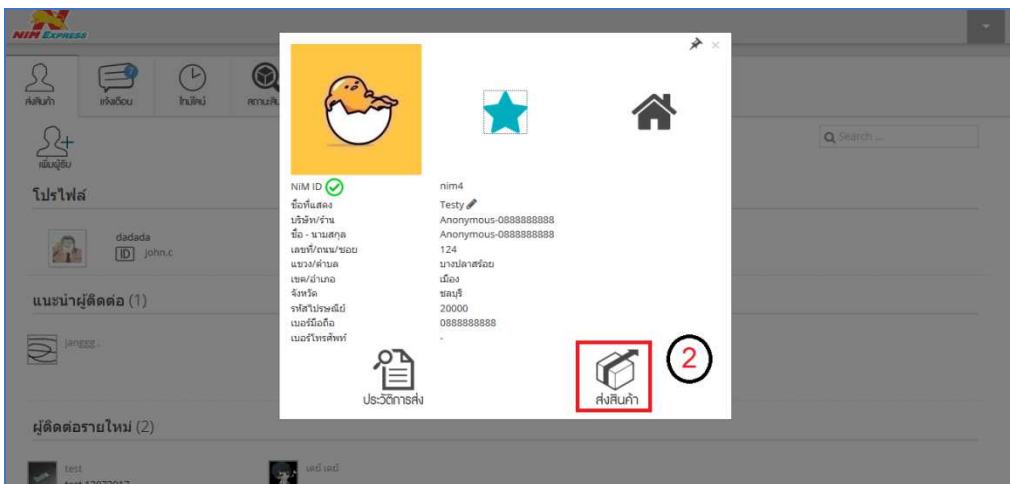 NIM EXPRESS
ส่งสินค้า
แจ้งเตือน
ไทม์ไลน์
7
Search ...
เพิ่มผู้รับ
โปรไฟล์
dadada
ID john.c
แนะนำผู้ติดต่อ (1)
janggg .
ผู้ติดต่อรายใหม่ (2)
test
test 12072017
เดย์ เดย์
NiM ID nim4
ชื่อที่แสดง Testy
บริษัท/ร้าน Anonymous-0888888888
ชื่อ - นามสกุล Anonymous-0888888888
เลขที่/ถนน/ซอย 124
แขวง/ตำบล บางปลาสร้อย
เขต/อำเภอ เมือง
จังหวัด ชลบุรี
รหัสไปรษณีย์ 20000
เบอร์มือถือ 0888888888
เบอร์โทรศัพท์ -
ประวัติการส่ง
ส่งสินค้า
2